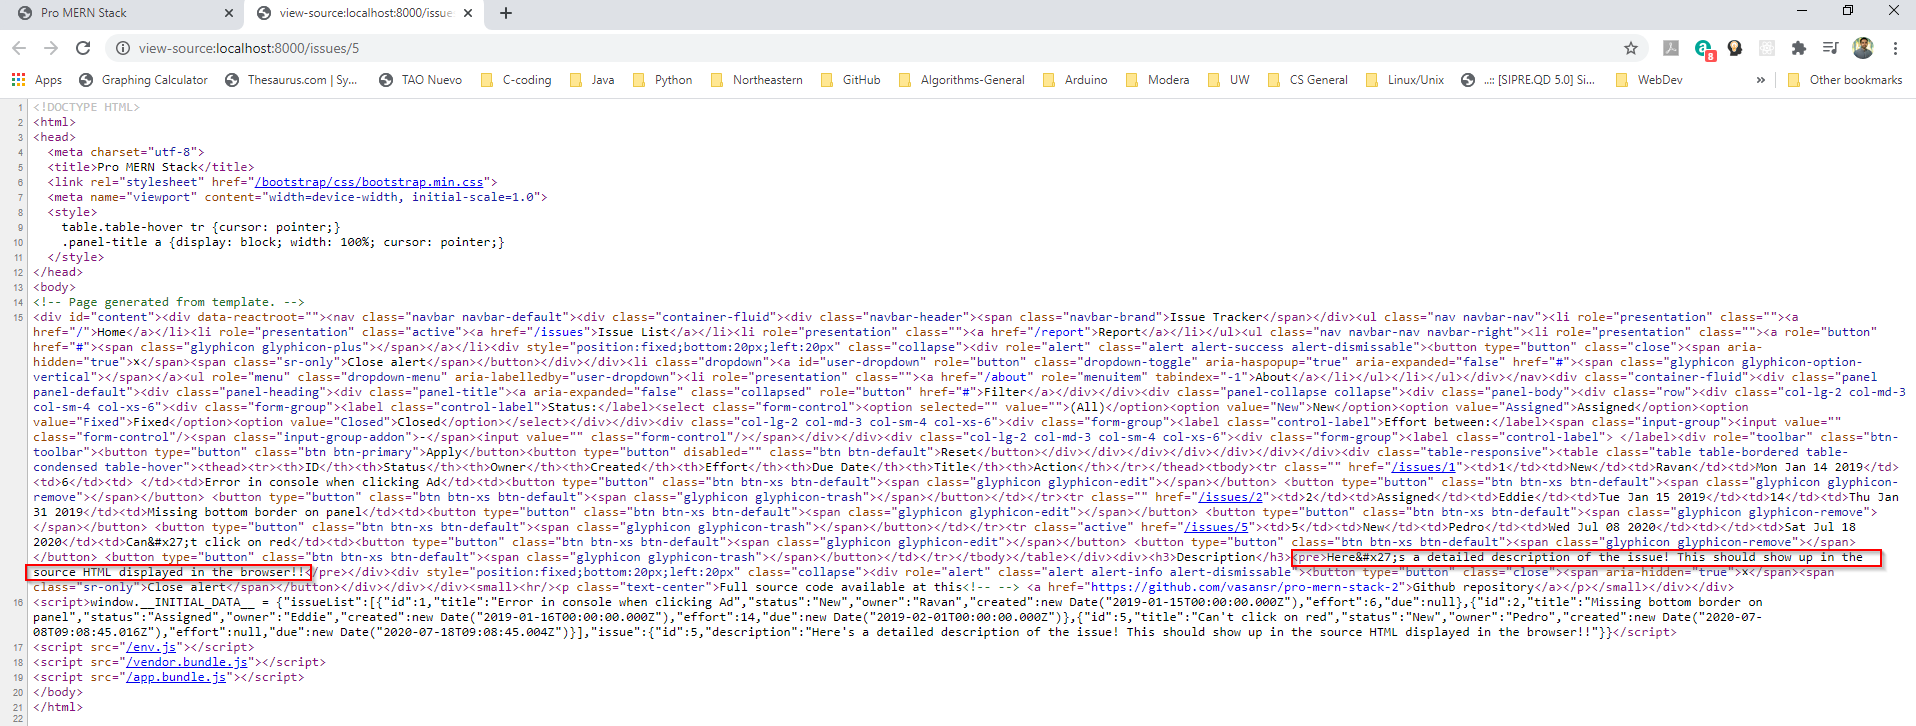 Pro MERN Stack
view-source:localhost:8000/issues
view-source:localhost:8000/issues/5
8
Apps
Graphing Calculator
Thesaurus.com | Sy...
TAO Nuevo
C-coding
Java
Python
Northeastern
GitHub
Algorithms-General
Arduino
Modera
UW
CS General
Linux/Unix
..:: [SIPRE.QD 5.0] Si...
WebDev
»
Other bookmarks
1 <!DOCTYPE HTML>
2 <html>
3 <head>
4 <meta charset="utf-8">
5 <title>Pro MERN Stack</title>
6 <link rel="stylesheet" href="/bootstrap/css/bootstrap.min.css">
7 <meta name="viewport" content="width=device-width, initial-scale=1.0">
8 <style>
9 table.table-hover tr {cursor: pointer;}
10 .panel-title a {display: block; width: 100%; cursor: pointer;}
11 </style>
12 </head>
13 <body>
14 <!-- Page generated from template. -->
15 <div id="content"><div data-reactroot=""><nav class="navbar navbar-default"><div class="container-fluid"><div class="navbar-header"><span class="navbar-brand">Issue Tracker</span></div><ul class="nav navbar-nav"><li role="presentation" class=""><a
href="/">Home</a></li><li role="presentation" class="active"><a href="/issues">Issue List</a></li><li role="presentation" class=""><a href="/report">Report</a></li></ul><ul class="nav navbar-nav navbar-right"><li role="presentation" class=""><a role="button"
href="#"><span class="glyphicon glyphicon-plus"></span></a></li><div style="position:fixed;bottom:20px;left:20px" class="collapse"><div role="alert" class="alert alert-success alert-dismissable"><button type="button" class="close"><span aria-
hidden="true">×</span><span class="sr-only">Close alert</span></button></div></div><li class="dropdown"><a id="user-dropdown" role="button" class="dropdown-toggle" aria-haspopup="true" aria-expanded="false" href="#"><span class="glyphicon glyphicon-option-
vertical"></span></a><ul role="menu" class="dropdown-menu" aria-labelledby="user-dropdown"><li role="presentation" class=""><a href="/about" role="menuitem" tabindex="-1">About</a></li></ul></li></ul></div></nav><div class="container-fluid"><div class="panel
panel-default"><div class="panel-heading"><div class="panel-title"><a aria-expanded="false" class="collapsed" role="button" href="#">Filter</a></div></div><div class="panel-collapse collapse"><div class="panel-body"><div class="row"><div class="col-lg-2 col-md-3
col-sm-4 col-xs-6"><div class="form-group"><label class="control-label">Status:</label><select class="form-control"><option selected="" value="">(All)</option><option value="New">New</option><option value="Assigned">Assigned</option><option
value="Fixed">Fixed</option><option value="Closed">Closed</option></select></div></div><div class="col-lg-2 col-md-3 col-sm-4 col-xs-6"><div class="form-group"><label class="control-label">Effort between:</label><span class="input-group"><input value=""
class="form-control"/><span class="input-group-addon">-</span><input value="" class="form-control"/></span></div></div><div class="col-lg-2 col-md-3 col-sm-4 col-xs-6"><div class="form-group"><label class="control-label"> </label><div role="toolbar" class="btn-
toolbar"><button type="button" class="btn btn-primary">Apply</button><button type="button" disabled="" class="btn btn-default">Reset</button></div></div></div></div></div></div></div><div class="table-responsive"><table class="table table-bordered table-
condensed table-hover"><thead><tr><th>ID</th><th>Status</th><th>Owner</th><th>Created</th><th>Effort</th><th>Due Date</th><th>Title</th><th>Action</th></tr></thead><tbody><tr class="" href="/issues/1"><td>1</td><td>New</td><td>Ravan</td><td>Mon Jan 14 2019</td>
<td>6</td><td> </td><td>Error in console when clicking Ad</td><td><button type="button" class="btn btn-xs btn-default"><span class="glyphicon glyphicon-edit"></span></button> <button type="button" class="btn btn-xs btn-default"><span class="glyphicon glyphicon-
remove"></span></button> <button type="button" class="btn btn-xs btn-default"><span class="glyphicon glyphicon-trash"></span></button></td></tr><tr class="" href="/issues/2"><td>2</td><td>Assigned</td><td>Eddie</td><td>Tue Jan 15 2019</td><td>14</td><td>Thu Jan
31 2019</td><td>Missing bottom border on panel</td><td><button type="button" class="btn btn-xs btn-default"><span class="glyphicon glyphicon-edit"></span></button> <button type="button" class="btn btn-xs btn-default"><span class="glyphicon glyphicon-remove">
</span></button> <button type="button" class="btn btn-xs btn-default"><span class="glyphicon glyphicon-trash"></span></button></td></tr><tr class="active" href="/issues/5"><td>5</td><td>New</td><td>Pedro</td><td>Wed Jul 08 2020</td><td></td><td>Sat Jul 18
2020</td><td>Can&#x27;t click on red</td><td><button type="button" class="btn btn-xs btn-default"><span class="glyphicon glyphicon-edit"></span></button> <button type="button" class="btn btn-xs btn-default"><span class="glyphicon glyphicon-remove"></span>
</button> <button type="button" class="btn btn-xs btn-default"><span class="glyphicon glyphicon-trash"></span></button></td></tr></tbody></table></div><div><h3>Description</h3><pre>Here&#x27;s a detailed description of the issue! This should show up in the
source HTML displayed in the browser!!</pre></div><div style="position:fixed;bottom:20px;left:20px" class="collapse"><div role="alert" class="alert alert-info alert-dismissable"><button type="button" class="close"><span aria-hidden="true">×</span><span
class="sr-only">Close alert</span></button></div></div></div><small><hr/><p class="text-center">Full source code available at this<!-- --> <a href="https://github.com/vasansr/pro-mern-stack-2">Github repository</a></p></small></div></div>
16 <script>window.__INITIAL_DATA__ = {"issueList":[{"id":1,"title":"Error in console when clicking Ad","status":"New","owner":"Ravan","created":new Date("2019-01-15T00:00:00.000Z"),"effort":6,"due":null},{"id":2,"title":"Missing bottom border on
panel","status":"Assigned","owner":"Eddie","created":new Date("2019-01-16T00:00:00.000Z"),"effort":14,"due":new Date("2019-02-01T00:00:00.000Z")},{"id":5,"title":"Can't click on red","status":"New","owner":"Pedro","created":new Date("2020-07-
08T09:08:45.016Z"),"effort":null,"due":new Date("2020-07-18T09:08:45.004Z")}],"issue":{"id":5,"description":"Here's a detailed description of the issue! This should show up in the source HTML displayed in the browser!!"}}</script>
17 <script src="/env.js"></script>
18 <script src="/vendor.bundle.js"></script>
19 <script src="/app.bundle.js"></script>
20 </body>
21 </html>
22